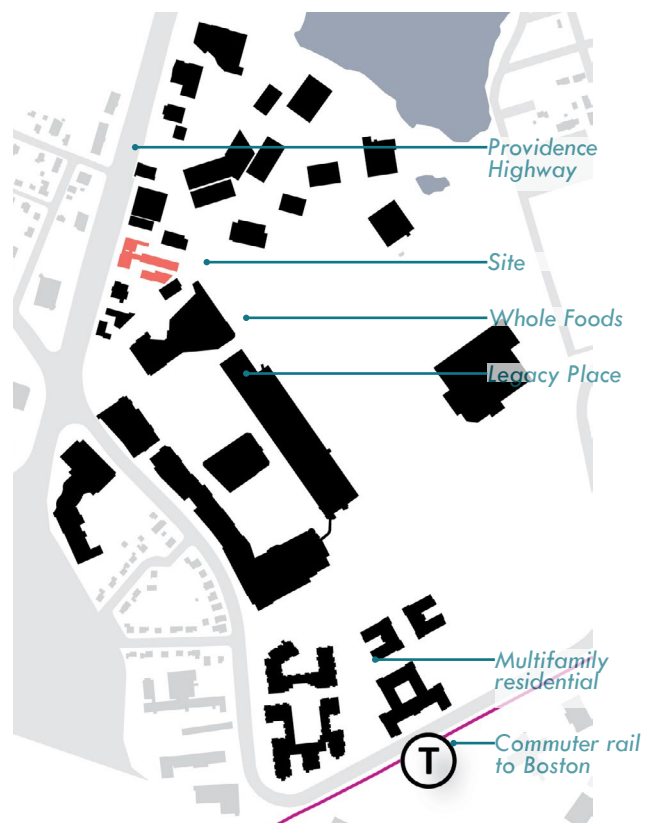 Providence
Highway
Site
Whole Foods
Legacy Place
Multifamily
residential
T
Commuter rail
to Boston